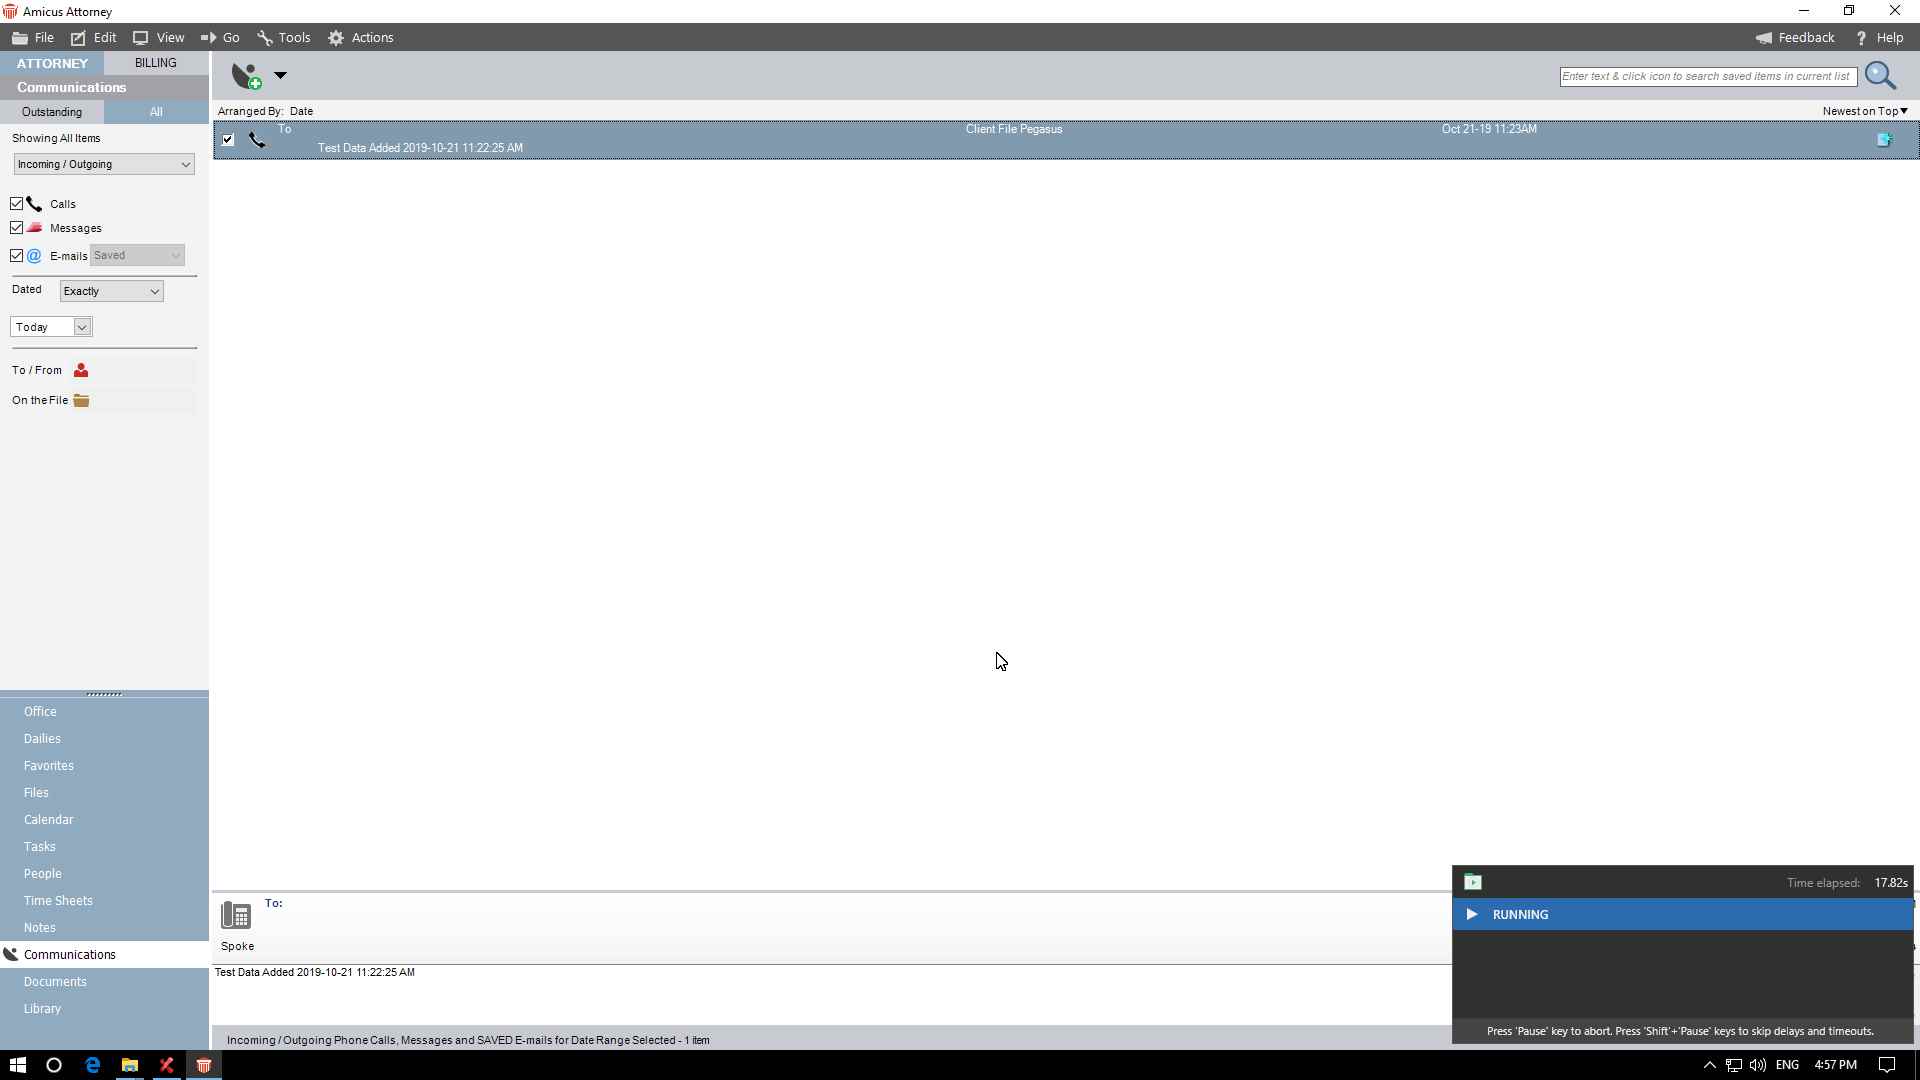 Amicus Attorney
File Edit View Go Tools Actions Feedback ? Help
ATTORNEY BILLING
Communications
Outstanding All
Showing All Items
Incoming / Outgoing
Calls
Messages
@ E-mails Saved
Dated Exactly
Today
To / From
On the File
Enter text & click icon to search saved items in current list
Arranged By: Date Newest on Top
To Client File Pegasus Oct 21-19 11:23AM
Test Data Added 2019-10-21 11:22:25 AM
Office
Dailies
Favorites
Files
Calendar
Tasks
People
Time Sheets
Notes
Communications
Documents
Library
To:
Spoke
Test Data Added 2019-10-21 11:22:25 AM
Incoming / Outgoing Phone Calls, Messages and SAVED E-mails for Date Range Selected - 1 item
Time elapsed: 17.82s
RUNNING
Press 'Pause' key to abort. Press 'Shift'+'Pause' keys to skip delays and timeouts.
ENG 4:57 PM